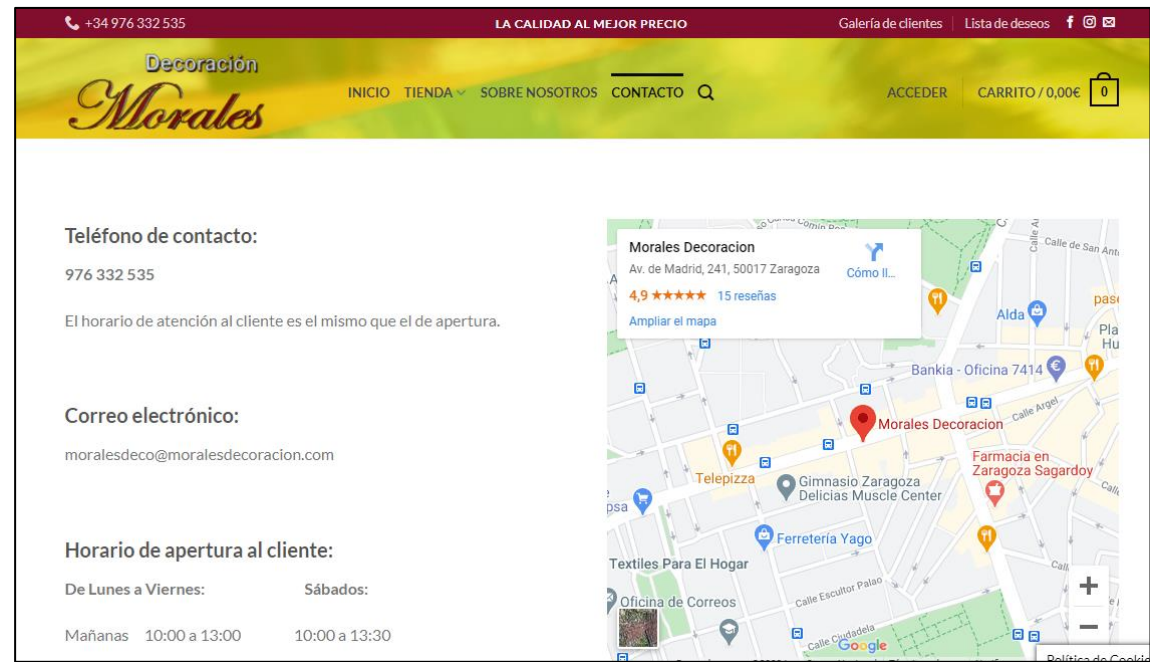 +34 976 332 535
LA CALIDAD AL MEJOR PRECIO
Galería de clientes
Lista de deseos
Decoración
Morales
INICIO TIENDA SOBRE NOSOTROS CONTACTO
ACCEDER
CARRITO / 0,00€ 0
Teléfono de contacto:
976 332 535
El horario de atención al cliente es el mismo que el de apertura.
Correo electrónico:
moralesdeco@moralesdecoracion.com
Horario de apertura al cliente:
De Lunes a Viernes: Sábados:
Mañanas 10:00 a 13:00 10:00 a 13:30
Morales Decoracion
Av. de Madrid, 241, 50017 Zaragoza
Cómo ll...
4,9 15 reseñas
Ampliar el mapa
Calle de San Ant
Alda
Pla
Hu
Bankia - Oficina 7414
Calle Argel
Morales Decoracion
Farmacia en
Zaragoza Sagardoy
Telepizza
Gimnasio Zaragoza
Delicias Muscle Center
Ferretería Yago
Textiles Para El Hogar
Calle Escultor Palao
Oficina de Correos
Calle Ciudadela
Google
Política de Cookie